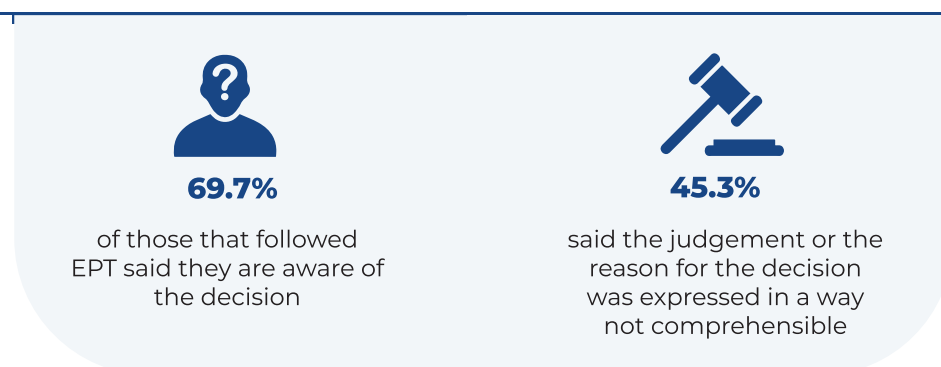 ?
69.7%
of those that followed
EPT said they are aware of
the decision
45.3%
said the judgement or the
reason for the decision
was expressed in a way
not comprehensible